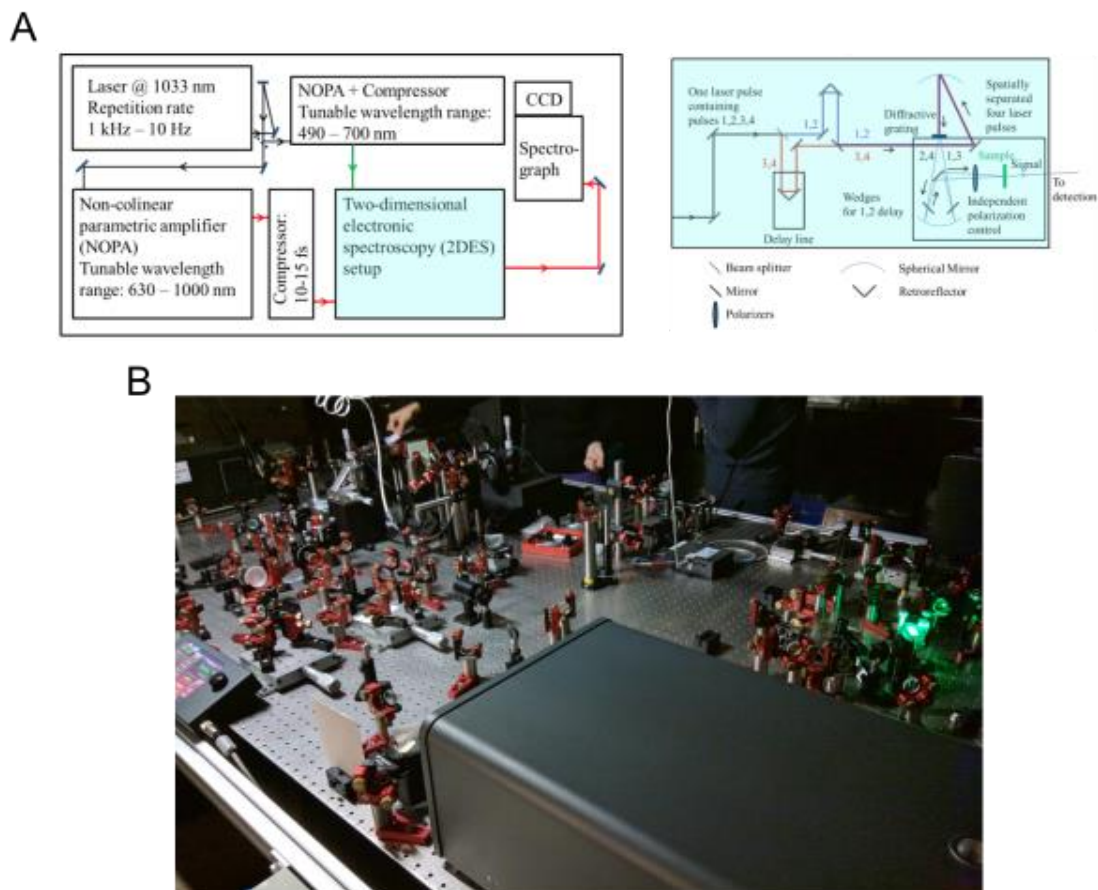 A
Laser @ 1033 nm
Repetition rate
1 kHz – 10 Hz
NOPA + Compressor
Tunable wavelength range:
490 – 700 nm
CCD
Spectro-
graph
Non-colinear
parametric amplifier
(NOPA)
Tunable wavelength
range: 630 – 1000 nm
Compressor:
10-15 fs
Two-dimensional
electronic
spectroscopy (2DES)
setup
One laser pulse
containing
pulses 1,2,3,4
1,2
3,4
Delay line
1,2
3,4
Wedges
for 1,2 delay
Diffractive
grating
Spatially
separated
four laser
pulses
2,4
1,3
Sample
Signal
To
detection
Independent
polarization
control
Beam splitter
Mirror
Polarizers
Spherical Mirror
Retroreflector
B